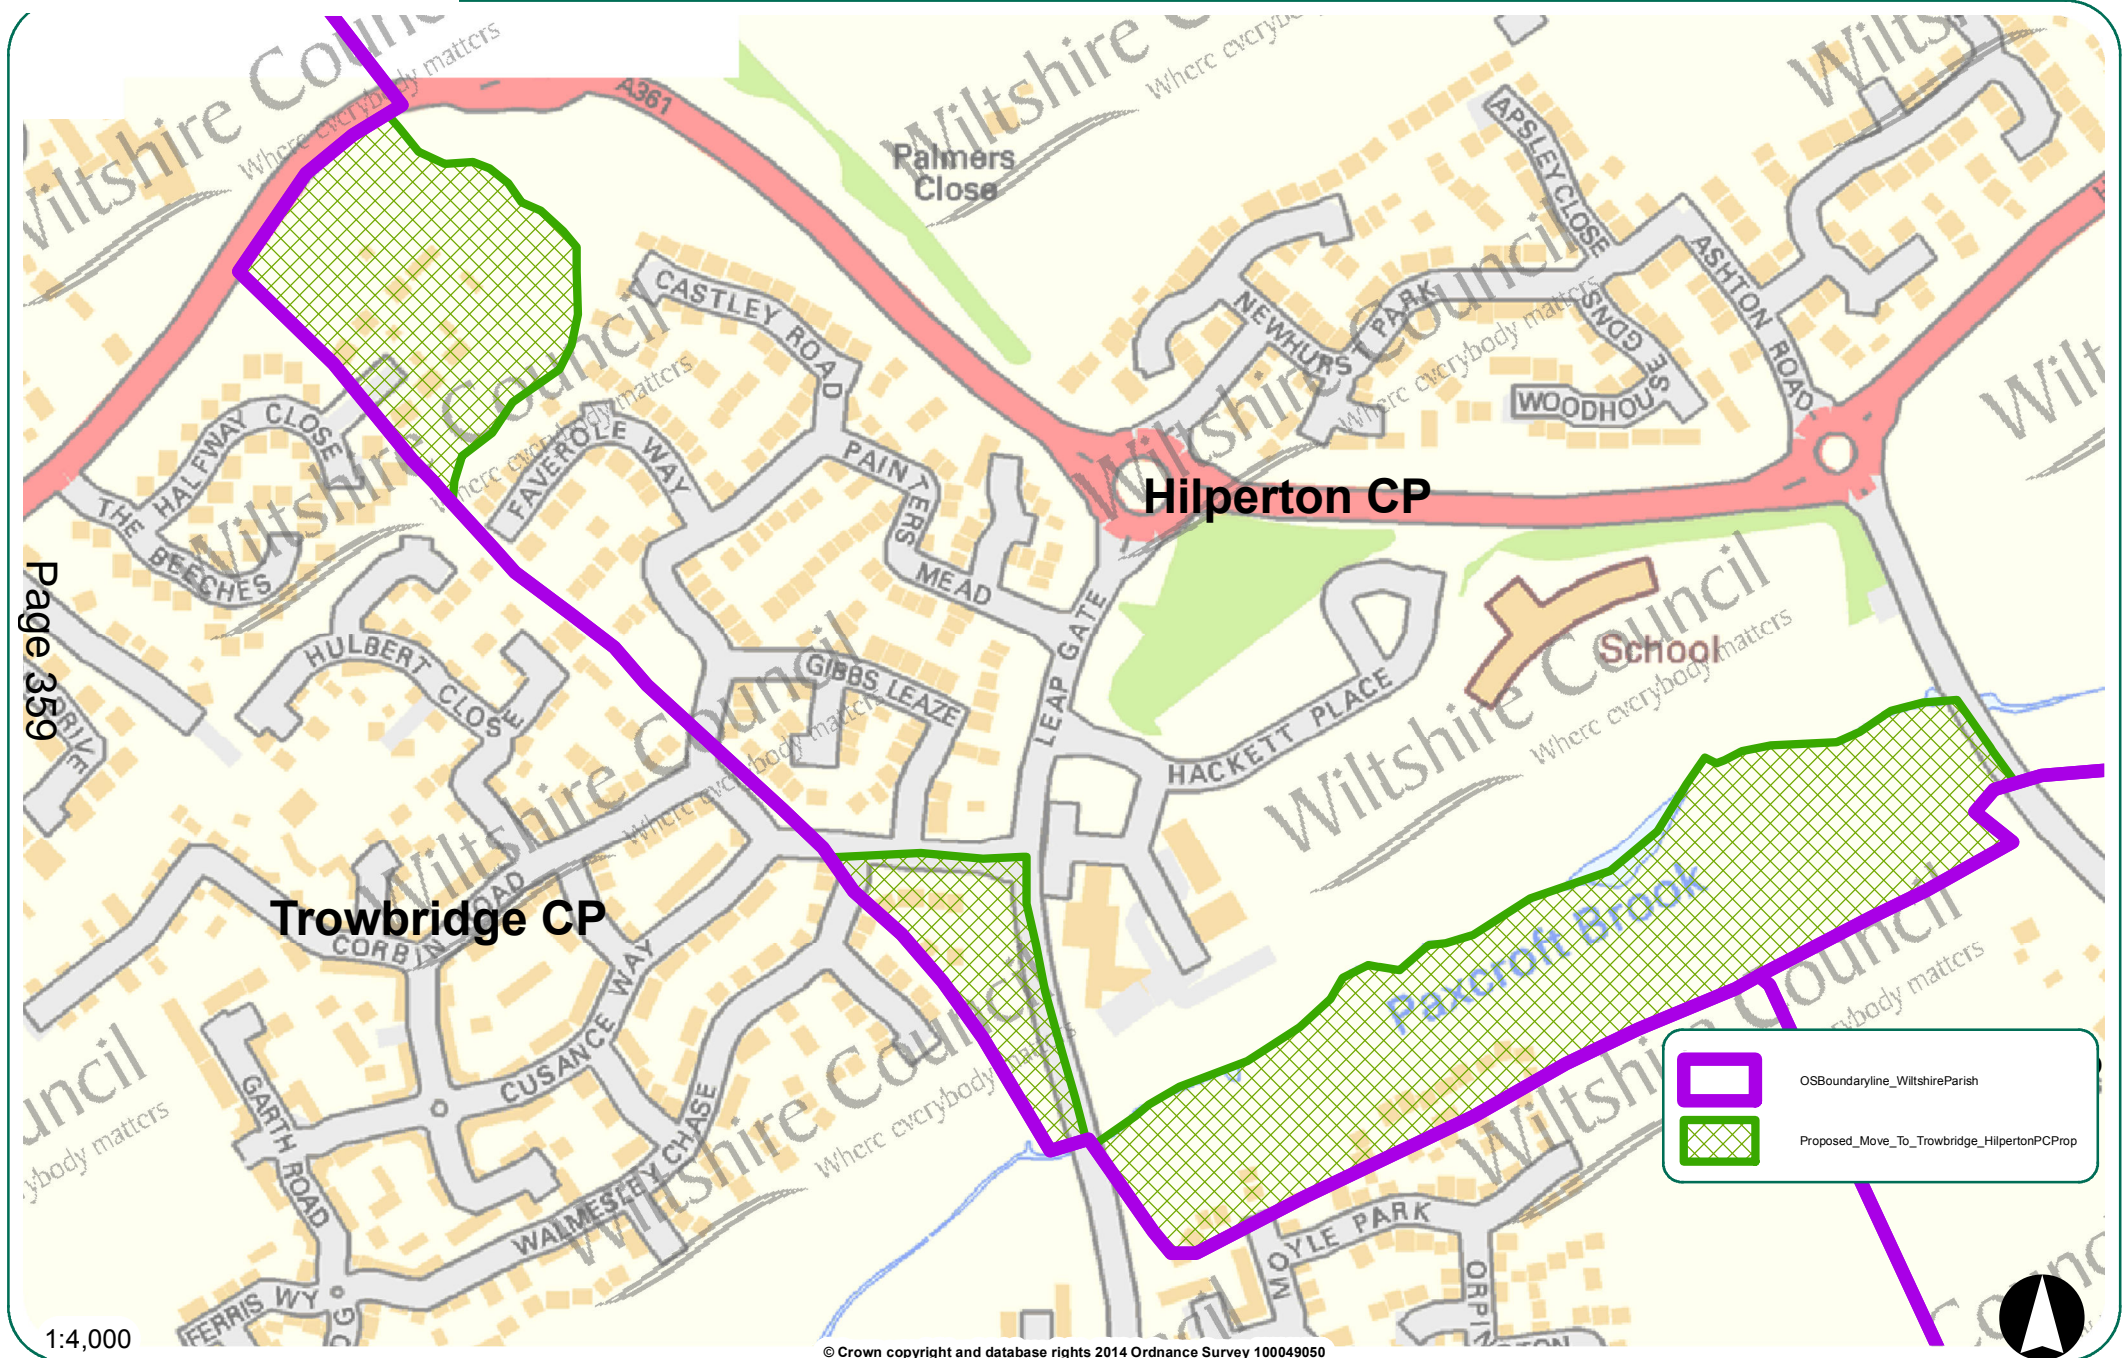 A361
Palmers
Close
APSLEY CLOSE
ASHTON ROAD
CASTLEY ROAD
NEWHURST PARK
WOODHOUSE GDNS
HALFWAY CLOSE
FAVEROLE WAY
PAINTERS
MEAD
Hilperton CP
THE
BEECHES
Page 359
DRIVE
HULBERT CLOSE
GIBBS LEAZE
LEAP GATE
School
HACKETT PLACE
Trowbridge CP
CORBIN ROAD
Paxcroft Brook
CUSANCE WAY
GARTH ROAD
WALMESLEY CHASE
MOYLE PARK
FERRIS WY
OSBoundaryline_WiltshireParish
Proposed_Move_To_Trowbridge_HilpertonPCProp
1:4,000
© Crown copyright and database rights 2014 Ordnance Survey 100049050
Wiltshire Council
Where everybody matters